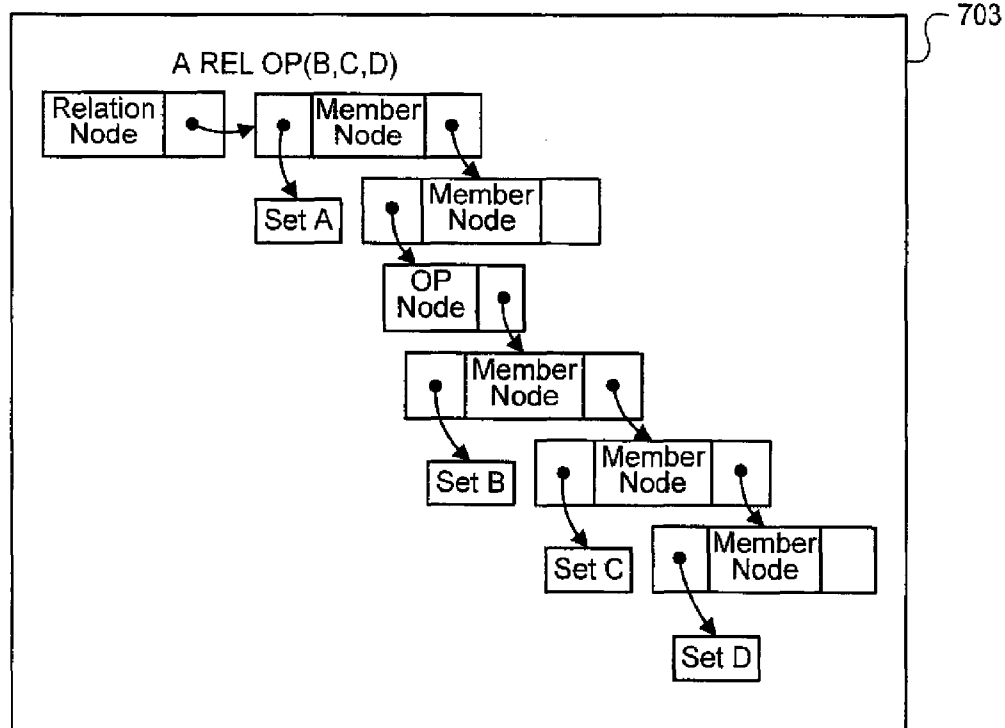 703
A REL OP(B,C,D)
Relation
Node
Member
Node
Set A
Member
Node
OP
Node
Member
Node
Set B
Member
Node
Set C
Member
Node
Set D